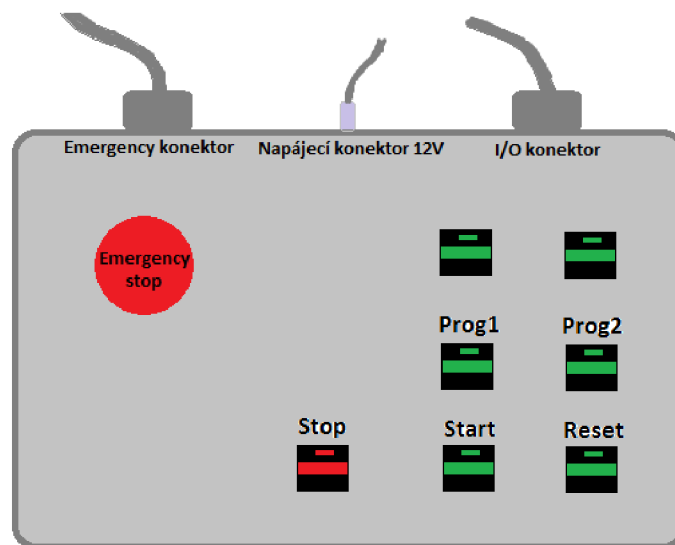 Emergency konektor
Napájecí konektor 12V
I/O konektor
Emergency
stop
Prog1
Prog2
Stop
Start
Reset